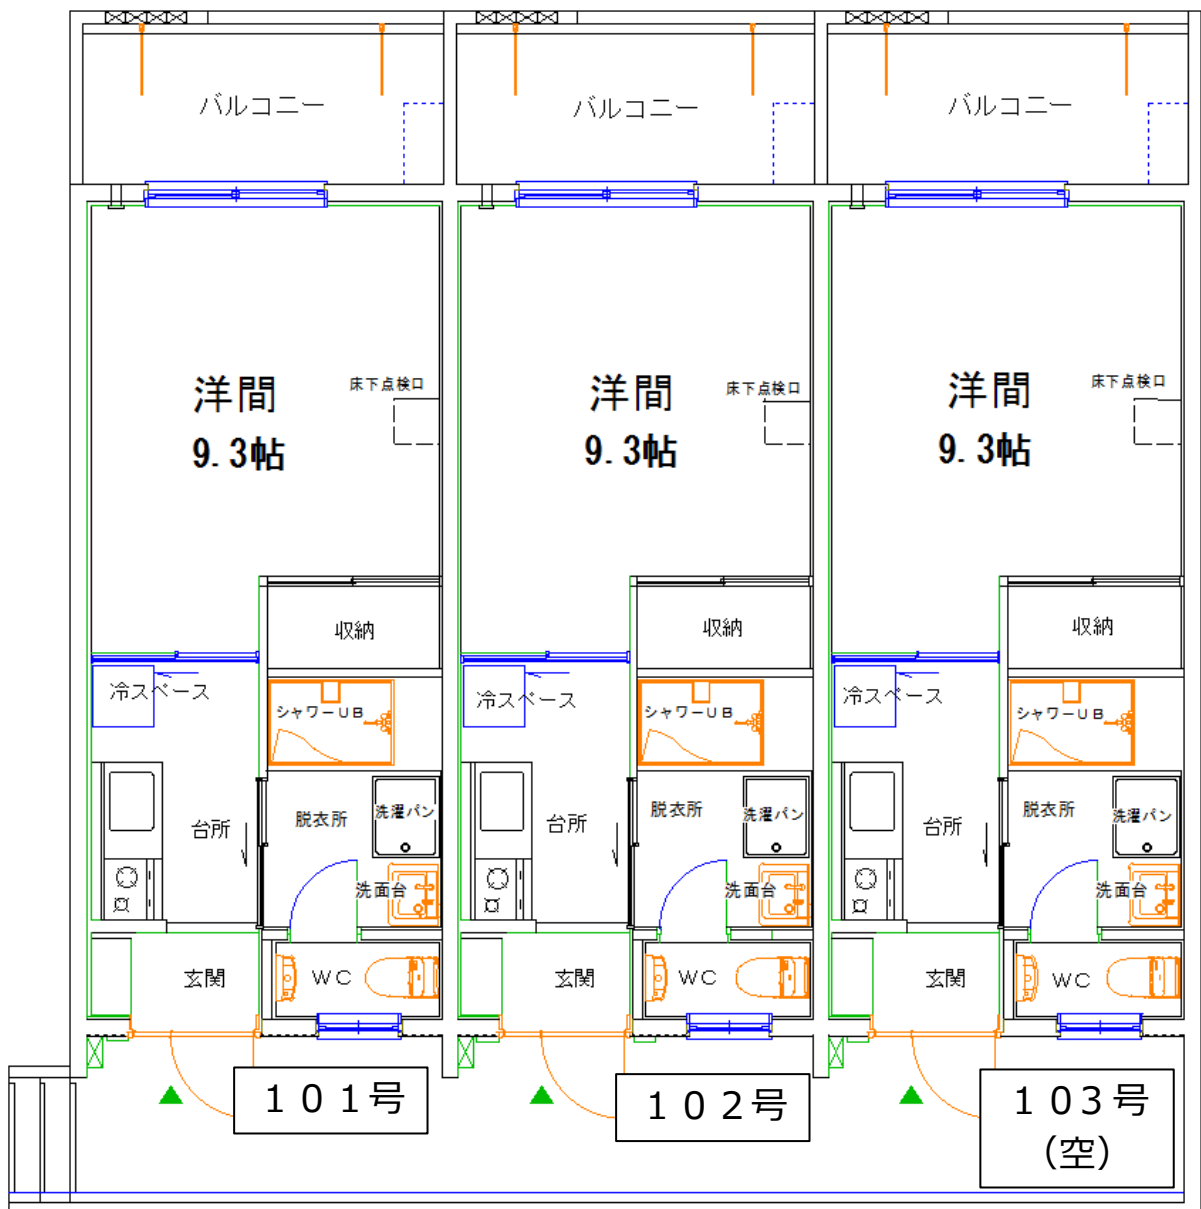 バルコニー
バルコニー
バルコニー
洋間
9.3帖
床下点検口
洋間
9.3帖
床下点検口
洋間
9.3帖
床下点検口
収納
収納
収納
冷スペース
シャワーUB
冷スペース
シャワーUB
冷スペース
シャワーUB
台所
脱衣所
洗濯パン
洗面台
台所
脱衣所
洗濯パン
洗面台
台所
脱衣所
洗濯パン
洗面台
玄関
WC
玄関
WC
玄関
WC
101号
102号
103号
(空)